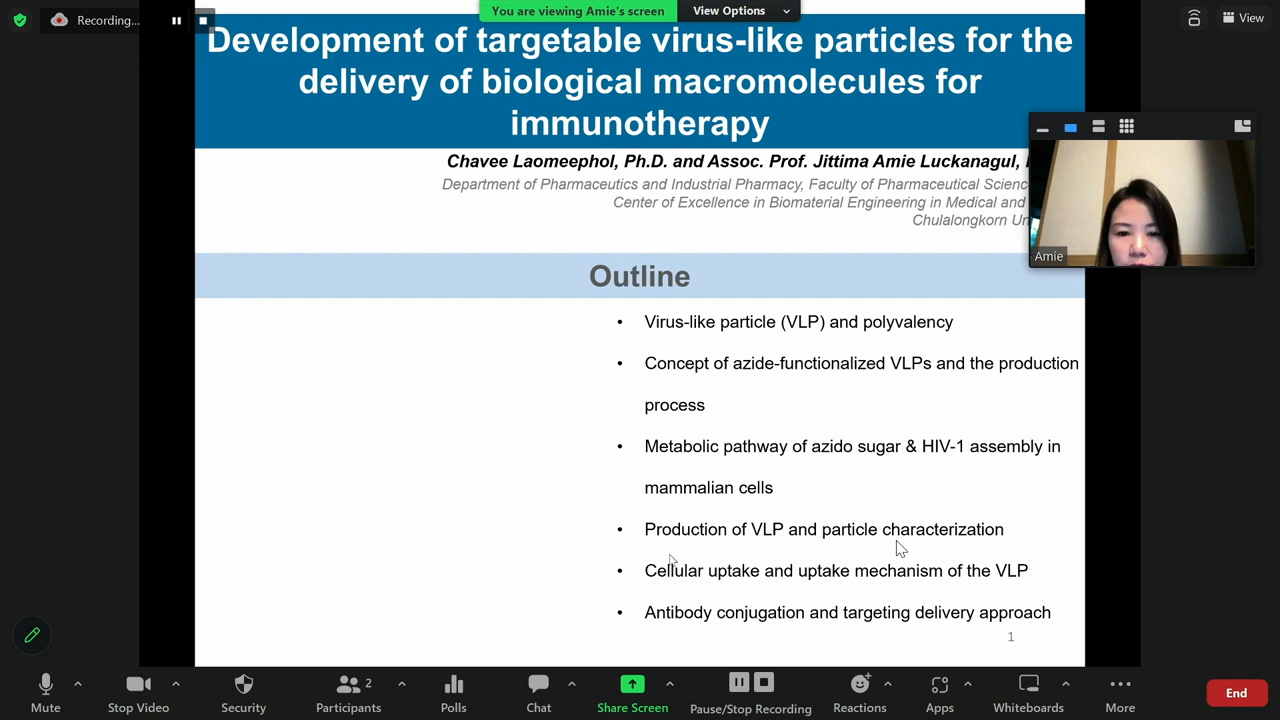 Recording...
You are viewing Amie's screen
View Options
View
Development of targetable virus-like particles for the
delivery of biological macromolecules for
immunotherapy
Chavee Laomeephol, Ph.D. and Assoc. Prof. Jittima Amie Luckanagul,
Department of Pharmaceutics and Industrial Pharmacy, Faculty of Pharmaceutical
Center of Excellence in Biomaterial Engineering in Medical and
Chulalongkorn
Amie
Outline
• Virus-like particle (VLP) and polyvalency
• Concept of azide-functionalized VLPs and the production
process
• Metabolic pathway of azido sugar & HIV-1 assembly in
mammalian cells
• Production of VLP and particle characterization
• Cellular uptake and uptake mechanism of the VLP
• Antibody conjugation and targeting delivery approach
1
Mute
Stop Video
Security
Participants
2
Polls
Chat
Share Screen
Pause/Stop Recording
Reactions
Apps
Whiteboards
More
End